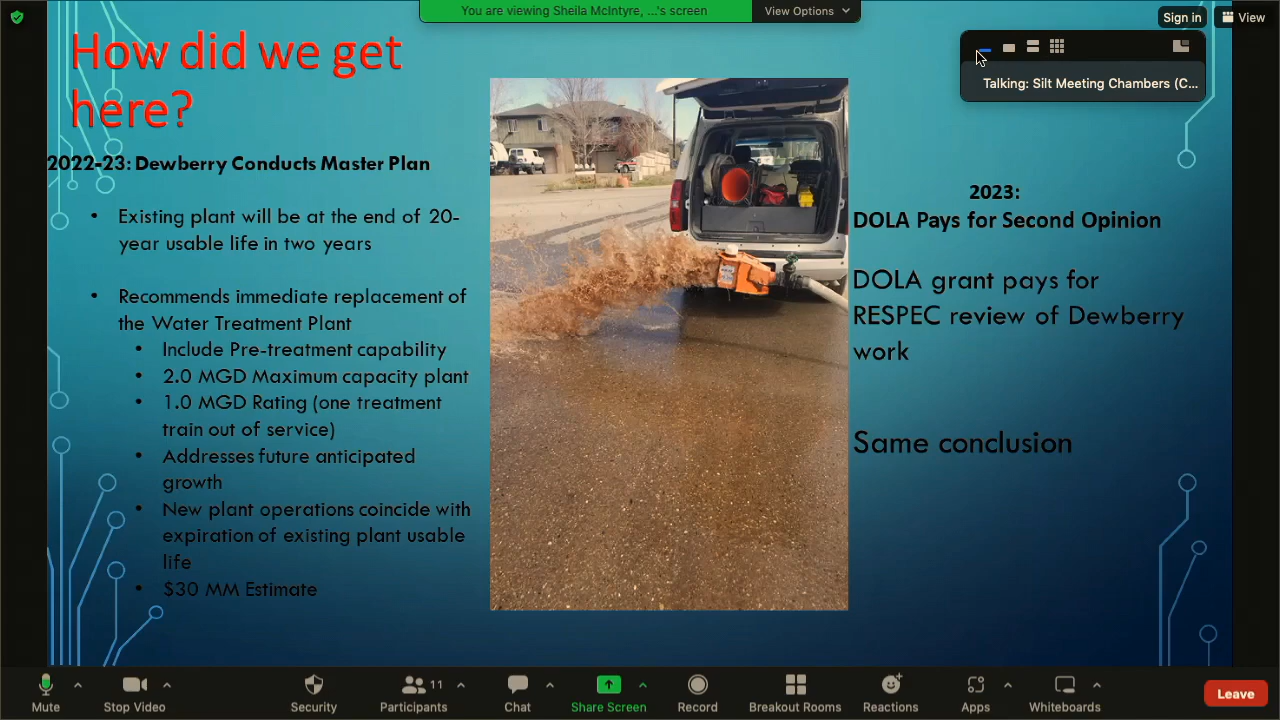 You are viewing Sheila McIntyre, ...'s screen
View Options
Sign in
View
Talking: Silt Meeting Chambers (C...
How did we get
here?
2022-23: Dewberry Conducts Master Plan
• Existing plant will be at the end of 20-
year usable life in two years
• Recommends immediate replacement of
the Water Treatment Plant
• Include Pre-treatment capability
• 2.0 MGD Maximum capacity plant
• 1.0 MGD Rating (one treatment
train out of service)
• Addresses future anticipated
growth
• New plant operations coincide with
expiration of existing plant usable
life
• $30 MM Estimate
2023:
DOLA Pays for Second Opinion
DOLA grant pays for
RESPEC review of Dewberry
work
Same conclusion
Mute
Stop Video
Security
Participants
11
Chat
Share Screen
Record
Breakout Rooms
Reactions
Apps
Whiteboards
Leave